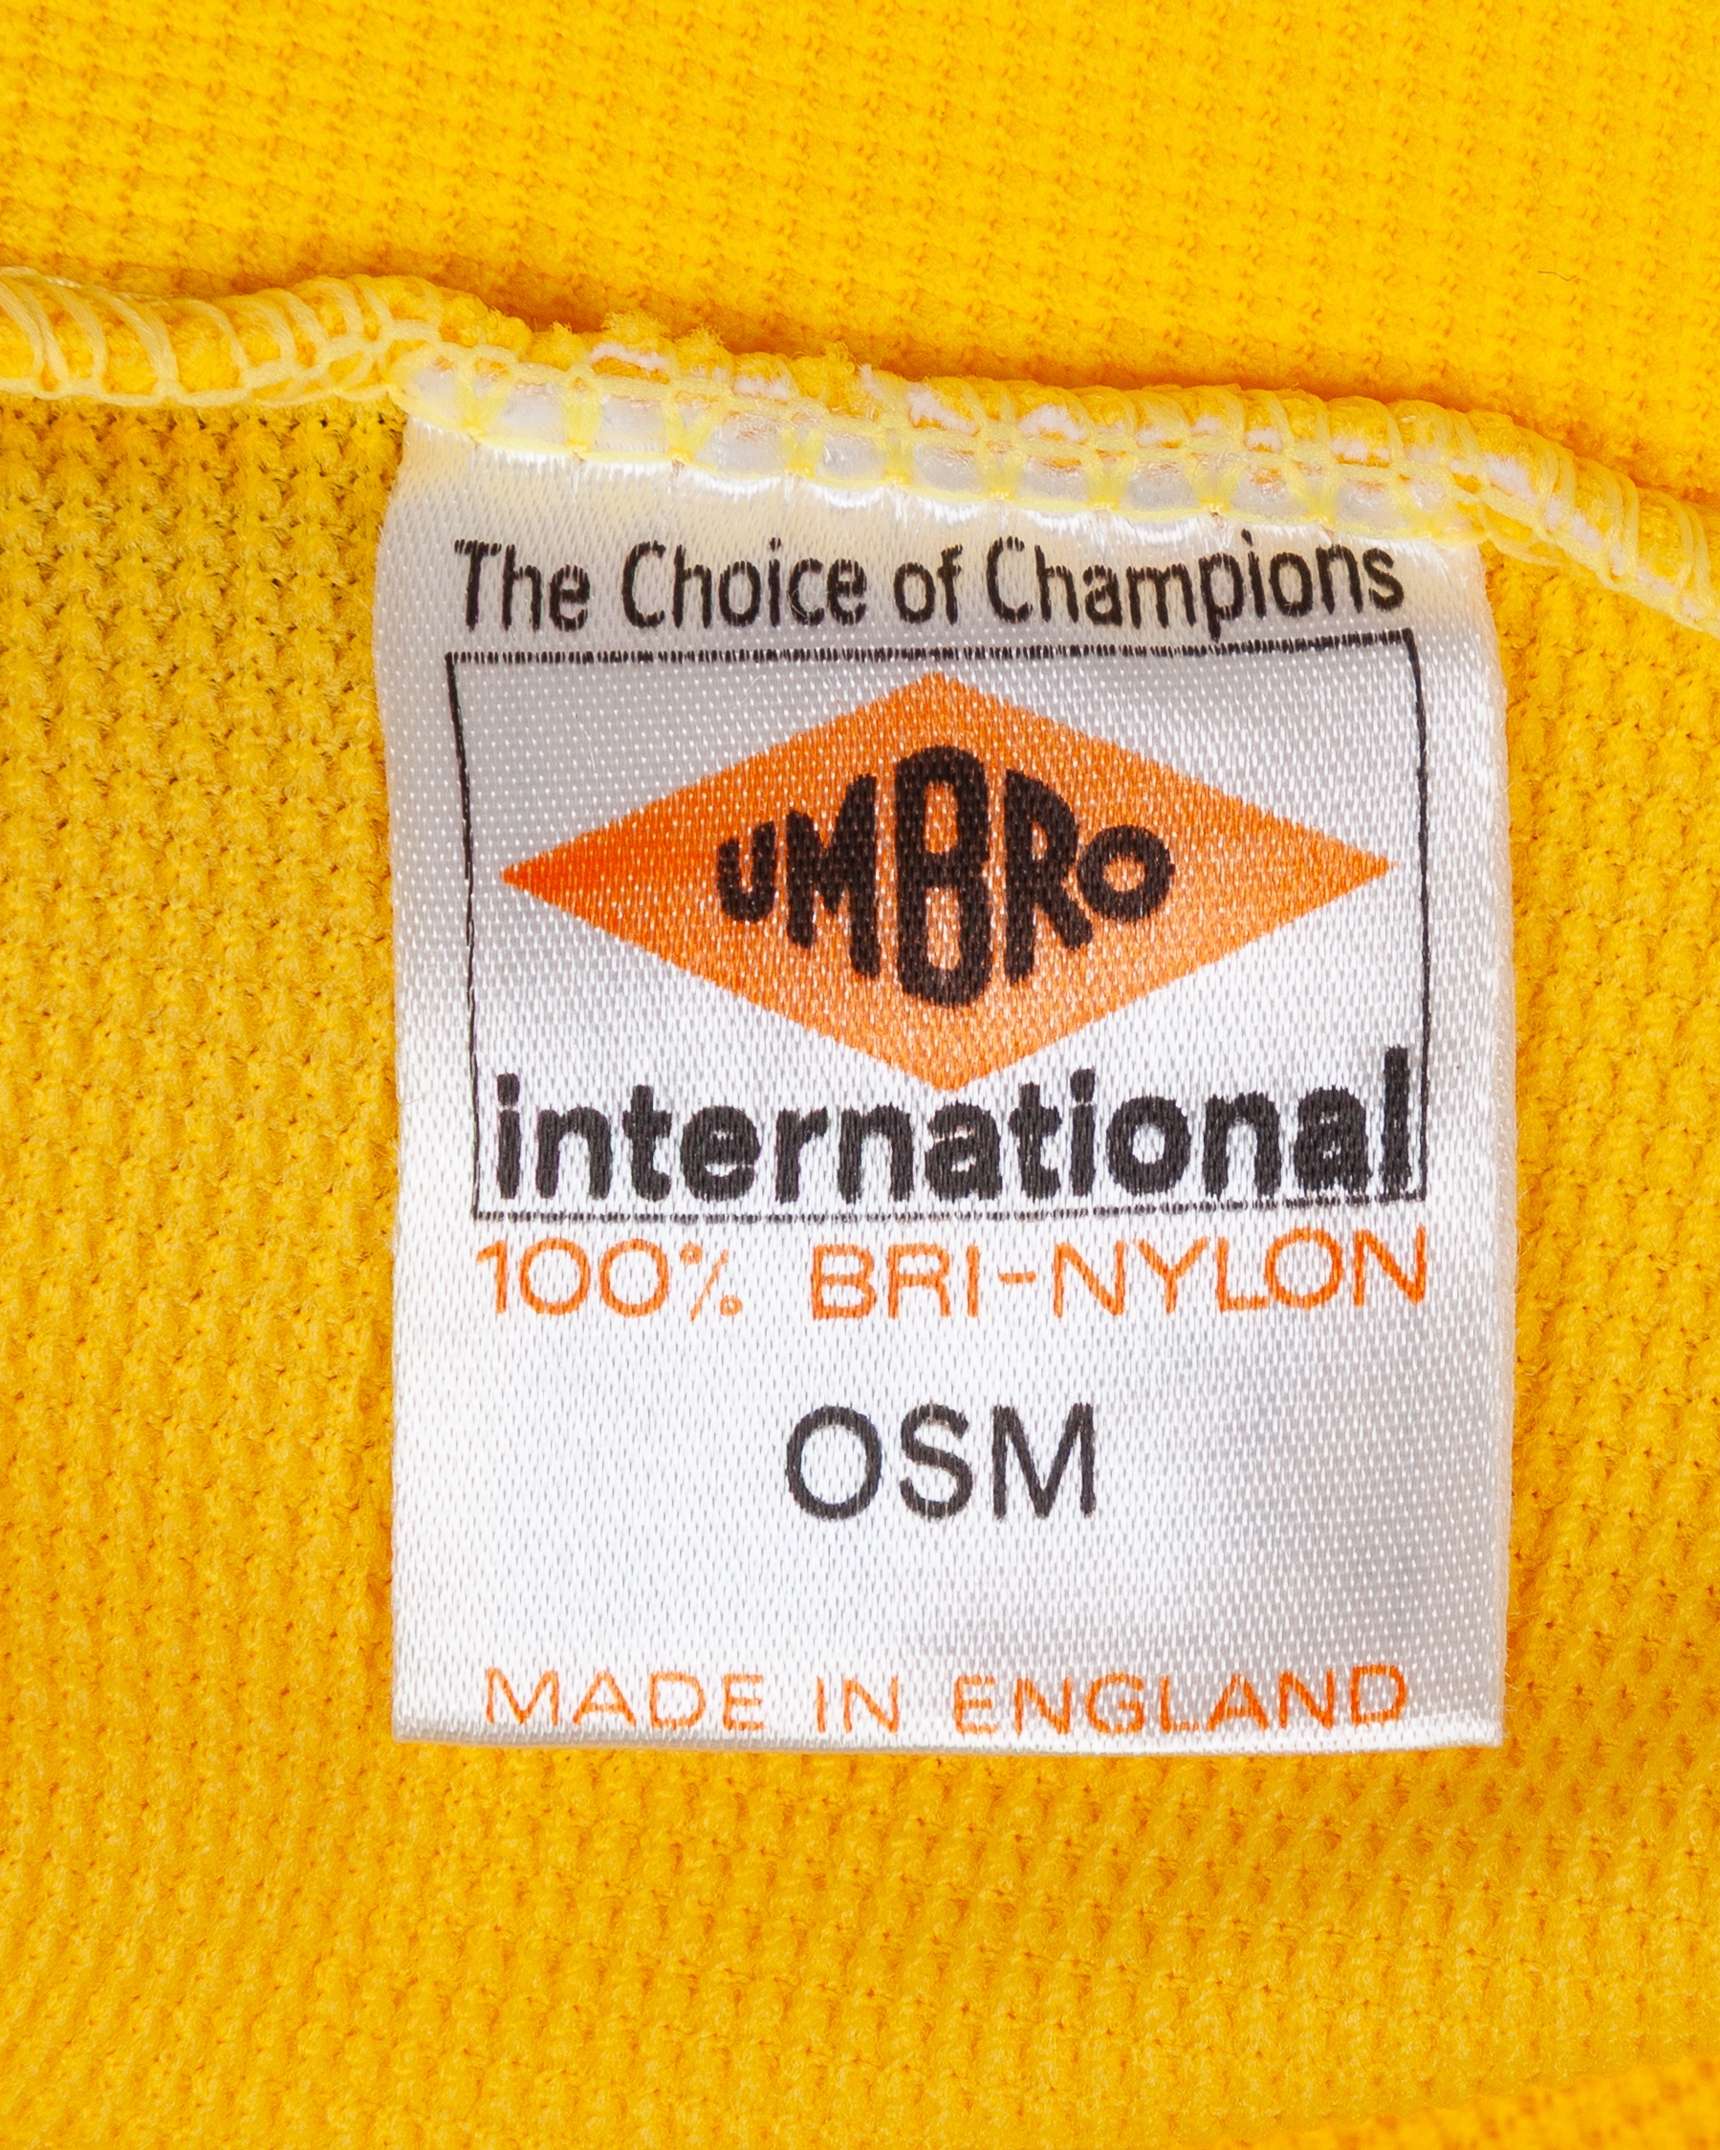 The Choice of Champions
UMBRO
international
100% BRI-NYLON
OSM
MADE IN ENGLAND